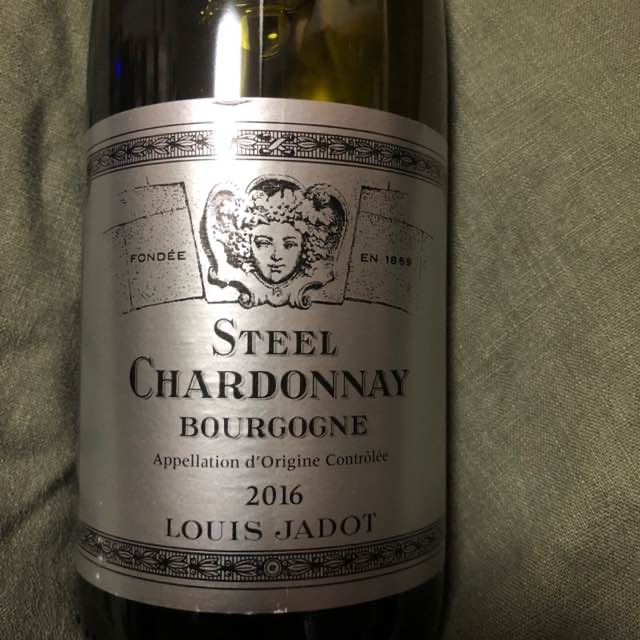 FONDÉE EN 1859
STEEL
CHARDONNAY
BOURGOGNE
Appellation d'Origine Contrôlée
2016
LOUIS JADOT